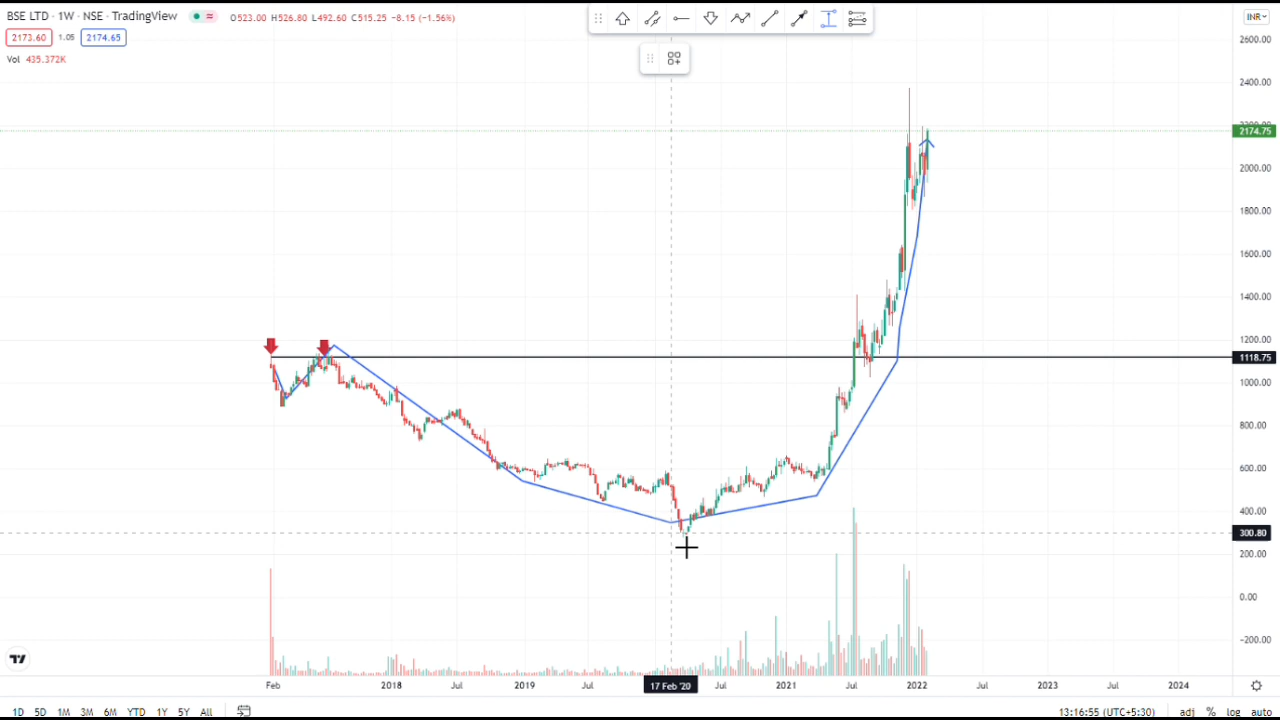 BSE LTD · 1W · NSE · TradingView
O523.00 H526.80 L492.60 C515.25 -8.15 (-1.56%)
2173.60 1.05 2174.65
Vol 435.372K
INR
2600.00
2400.00
2200.00
2174.75
2000.00
1800.00
1600.00
1400.00
1200.00
1118.75
1000.00
800.00
600.00
400.00
300.80
200.00
0.00
-200.00
Feb 2018 Jul 2019 Jul 17 Feb '20 Jul 2021 Jul 2022 Jul 2023 Jul 2024
1D 5D 1M 3M 6M YTD 1Y 5Y All
13:16:55 (UTC+5:30) adj % log auto